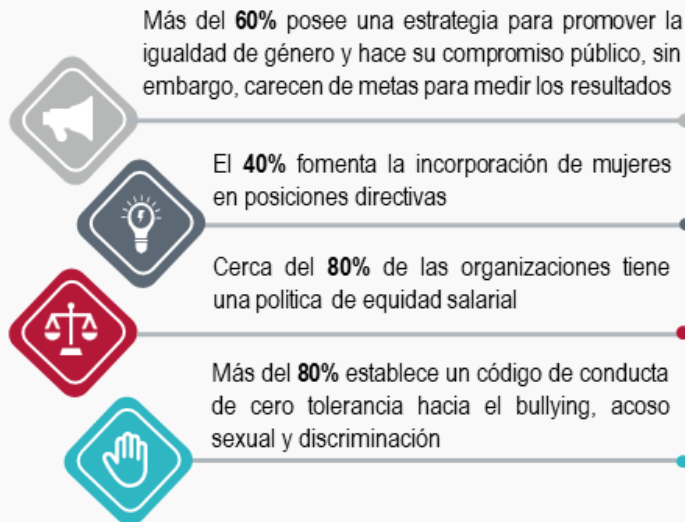 Más del 60% posee una estrategia para promover la
igualdad de género y hace su compromiso público, sin
embargo, carecen de metas para medir los resultados
El 40% fomenta la incorporación de mujeres
en posiciones directivas
Cerca del 80% de las organizaciones tiene
una politica de equidad salarial
Más del 80% establece un código de conducta
de cero tolerancia hacia el bullying, acoso
sexual y discriminación